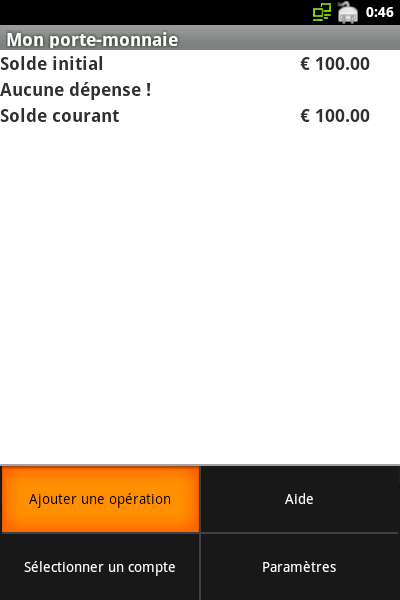 0:46
Mon porte-monnaie
Solde initial € 100.00
Aucune dépense !
Solde courant € 100.00
Ajouter une opération Aide
Sélectionner un compte Paramètres